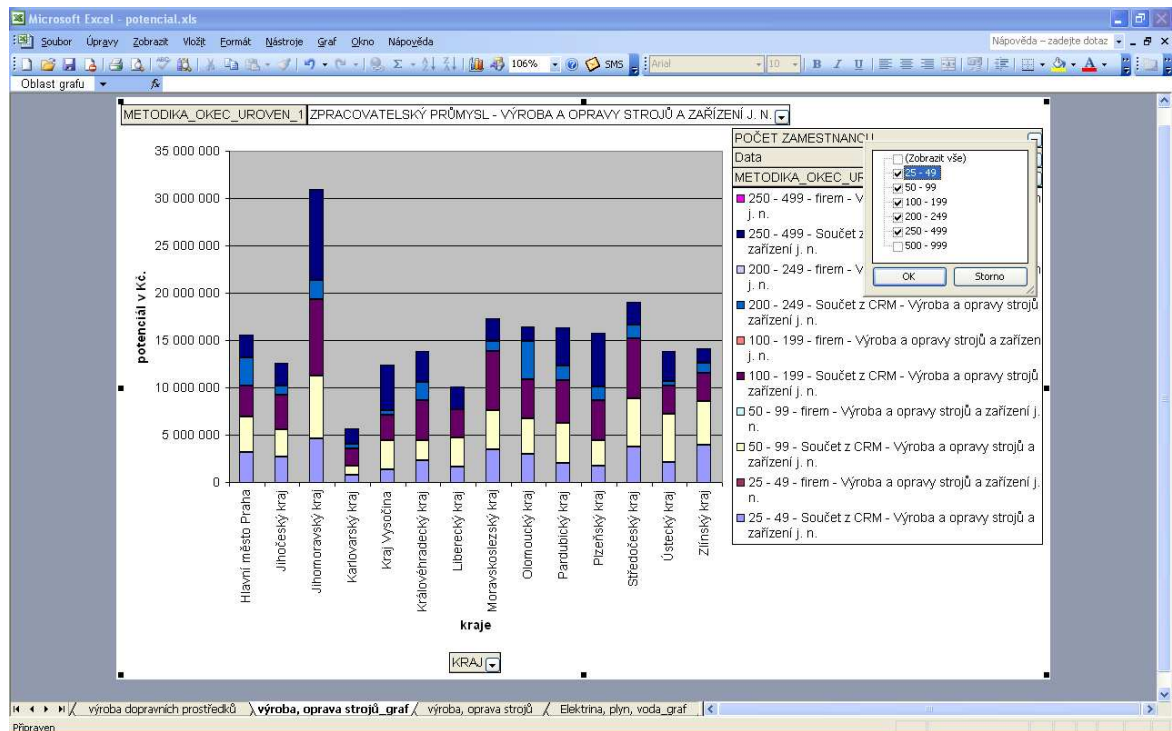 Microsoft Excel - potencial.xls
Soubor Úpravy Zobrazit Vložit Formát Nástroje Graf Okno Nápověda
Nápověda – zadejte dotaz
106% SMS Arial 10 B I U
Oblast grafu fx
METODIKA_OKEC_UROVEN_1 ZPRACOVATELSKÝ PRŮMYSL - VÝROBA A OPRAVY STROJŮ A ZAŘÍZENÍ J. N.
POČET ZAMESTNANCU
Data
METODIKA_OKEC_UR
(Zobrazit vše)
25 - 49
50 - 99
100 - 199
200 - 249
250 - 499
500 - 999
OK Storno
35 000 000
30 000 000
25 000 000
20 000 000
15 000 000
10 000 000
5 000 000
0
potenciál v Kč.
250 - 499 - firem - V
j. n.
250 - 499 - Součet z
zařízení j. n.
200 - 249 - firem - V
j. n.
200 - 249 - Součet z CRM - Výroba a opravy strojů
zařízení j. n.
100 - 199 - firem - Výroba a opravy strojů a zařízen
j. n.
100 - 199 - Součet z CRM - Výroba a opravy strojů
zařízení j. n.
50 - 99 - firem - Výroba a opravy strojů a zařízení j.
n.
50 - 99 - Součet z CRM - Výroba a opravy strojů a
zařízení j. n.
25 - 49 - firem - Výroba a opravy strojů a zařízení j.
n.
25 - 49 - Součet z CRM - Výroba a opravy strojů a
zařízení j. n.
Hlavní město Praha
Jihočeský kraj
Jihomoravský kraj
Karlovarský kraj
Kraj Vysočina
Královéhradecký kraj
Liberecký kraj
Moravskoslezský kraj
Olomoucký kraj
Pardubický kraj
Plzeňský kraj
Středočeský kraj
Ústecký kraj
Zlínský kraj
kraje
KRAJ
výroba dopravních prostředků výroba, oprava strojů_graf výroba, oprava strojů Elektrina, plyn, voda_graf
Připraven